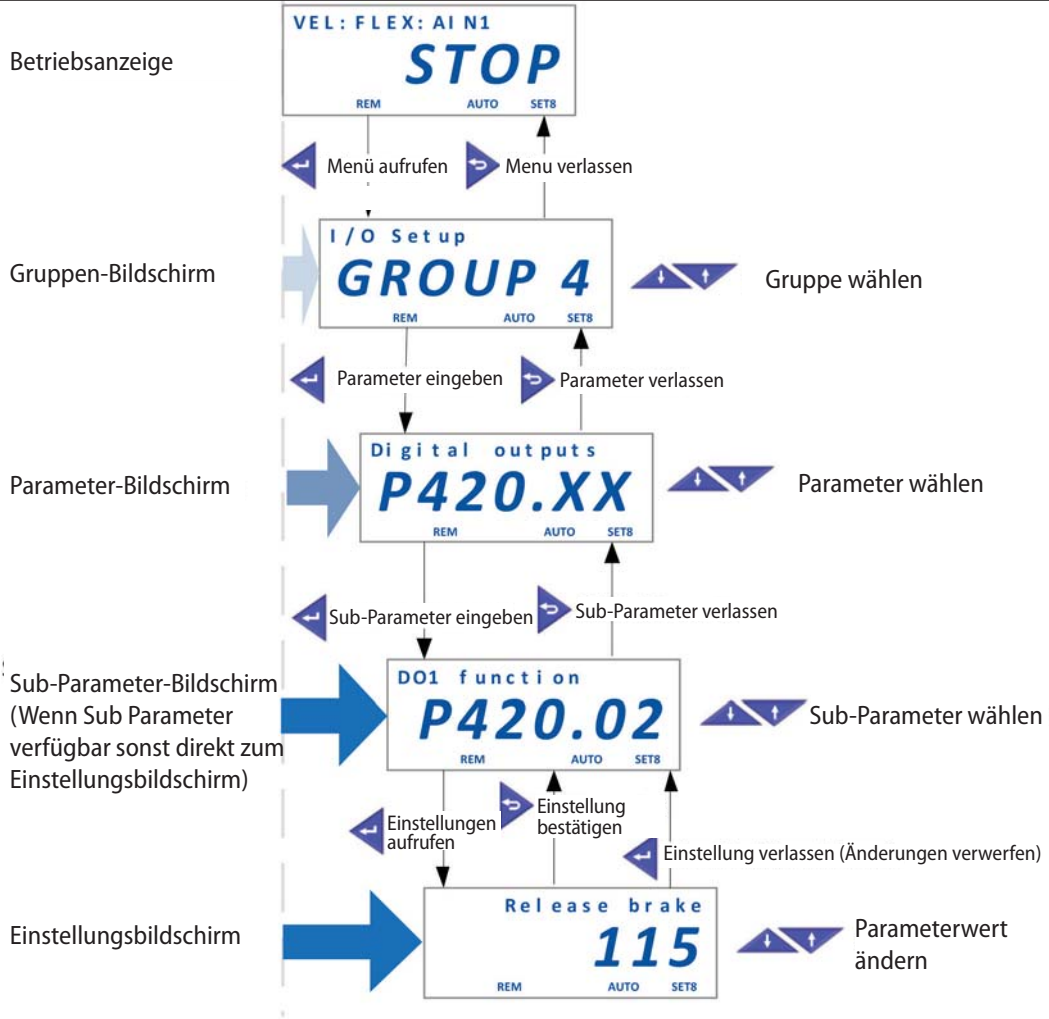 VEL: FLEX: AIN1
Betriebsanzeige
STOP
REM AUTO SET8
Menü aufrufen
Menu verlassen
I/O Setup
Gruppen-Bildschirm
GROUP 4
Gruppe wählen
REM AUTO SET8
Parameter eingeben
Parameter verlassen
Digital outputs
Parameter-Bildschirm
P420.XX
Parameter wählen
REM AUTO SET8
Sub-Parameter eingeben
Sub-Parameter verlassen
Sub-Parameter-Bildschirm
(Wenn Sub Parameter
verfügbar sonst direkt zum
Einstellungsbildschirm)
DO1 function
P420.02
Sub-Parameter wählen
REM AUTO SET8
Einstellungen
aufrufen
Einstellung
bestätigen
Einstellung verlassen (Änderungen verwerfen)
Release brake
Einstellungsbildschirm
115
Parameterwert
ändern
REM AUTO SET8